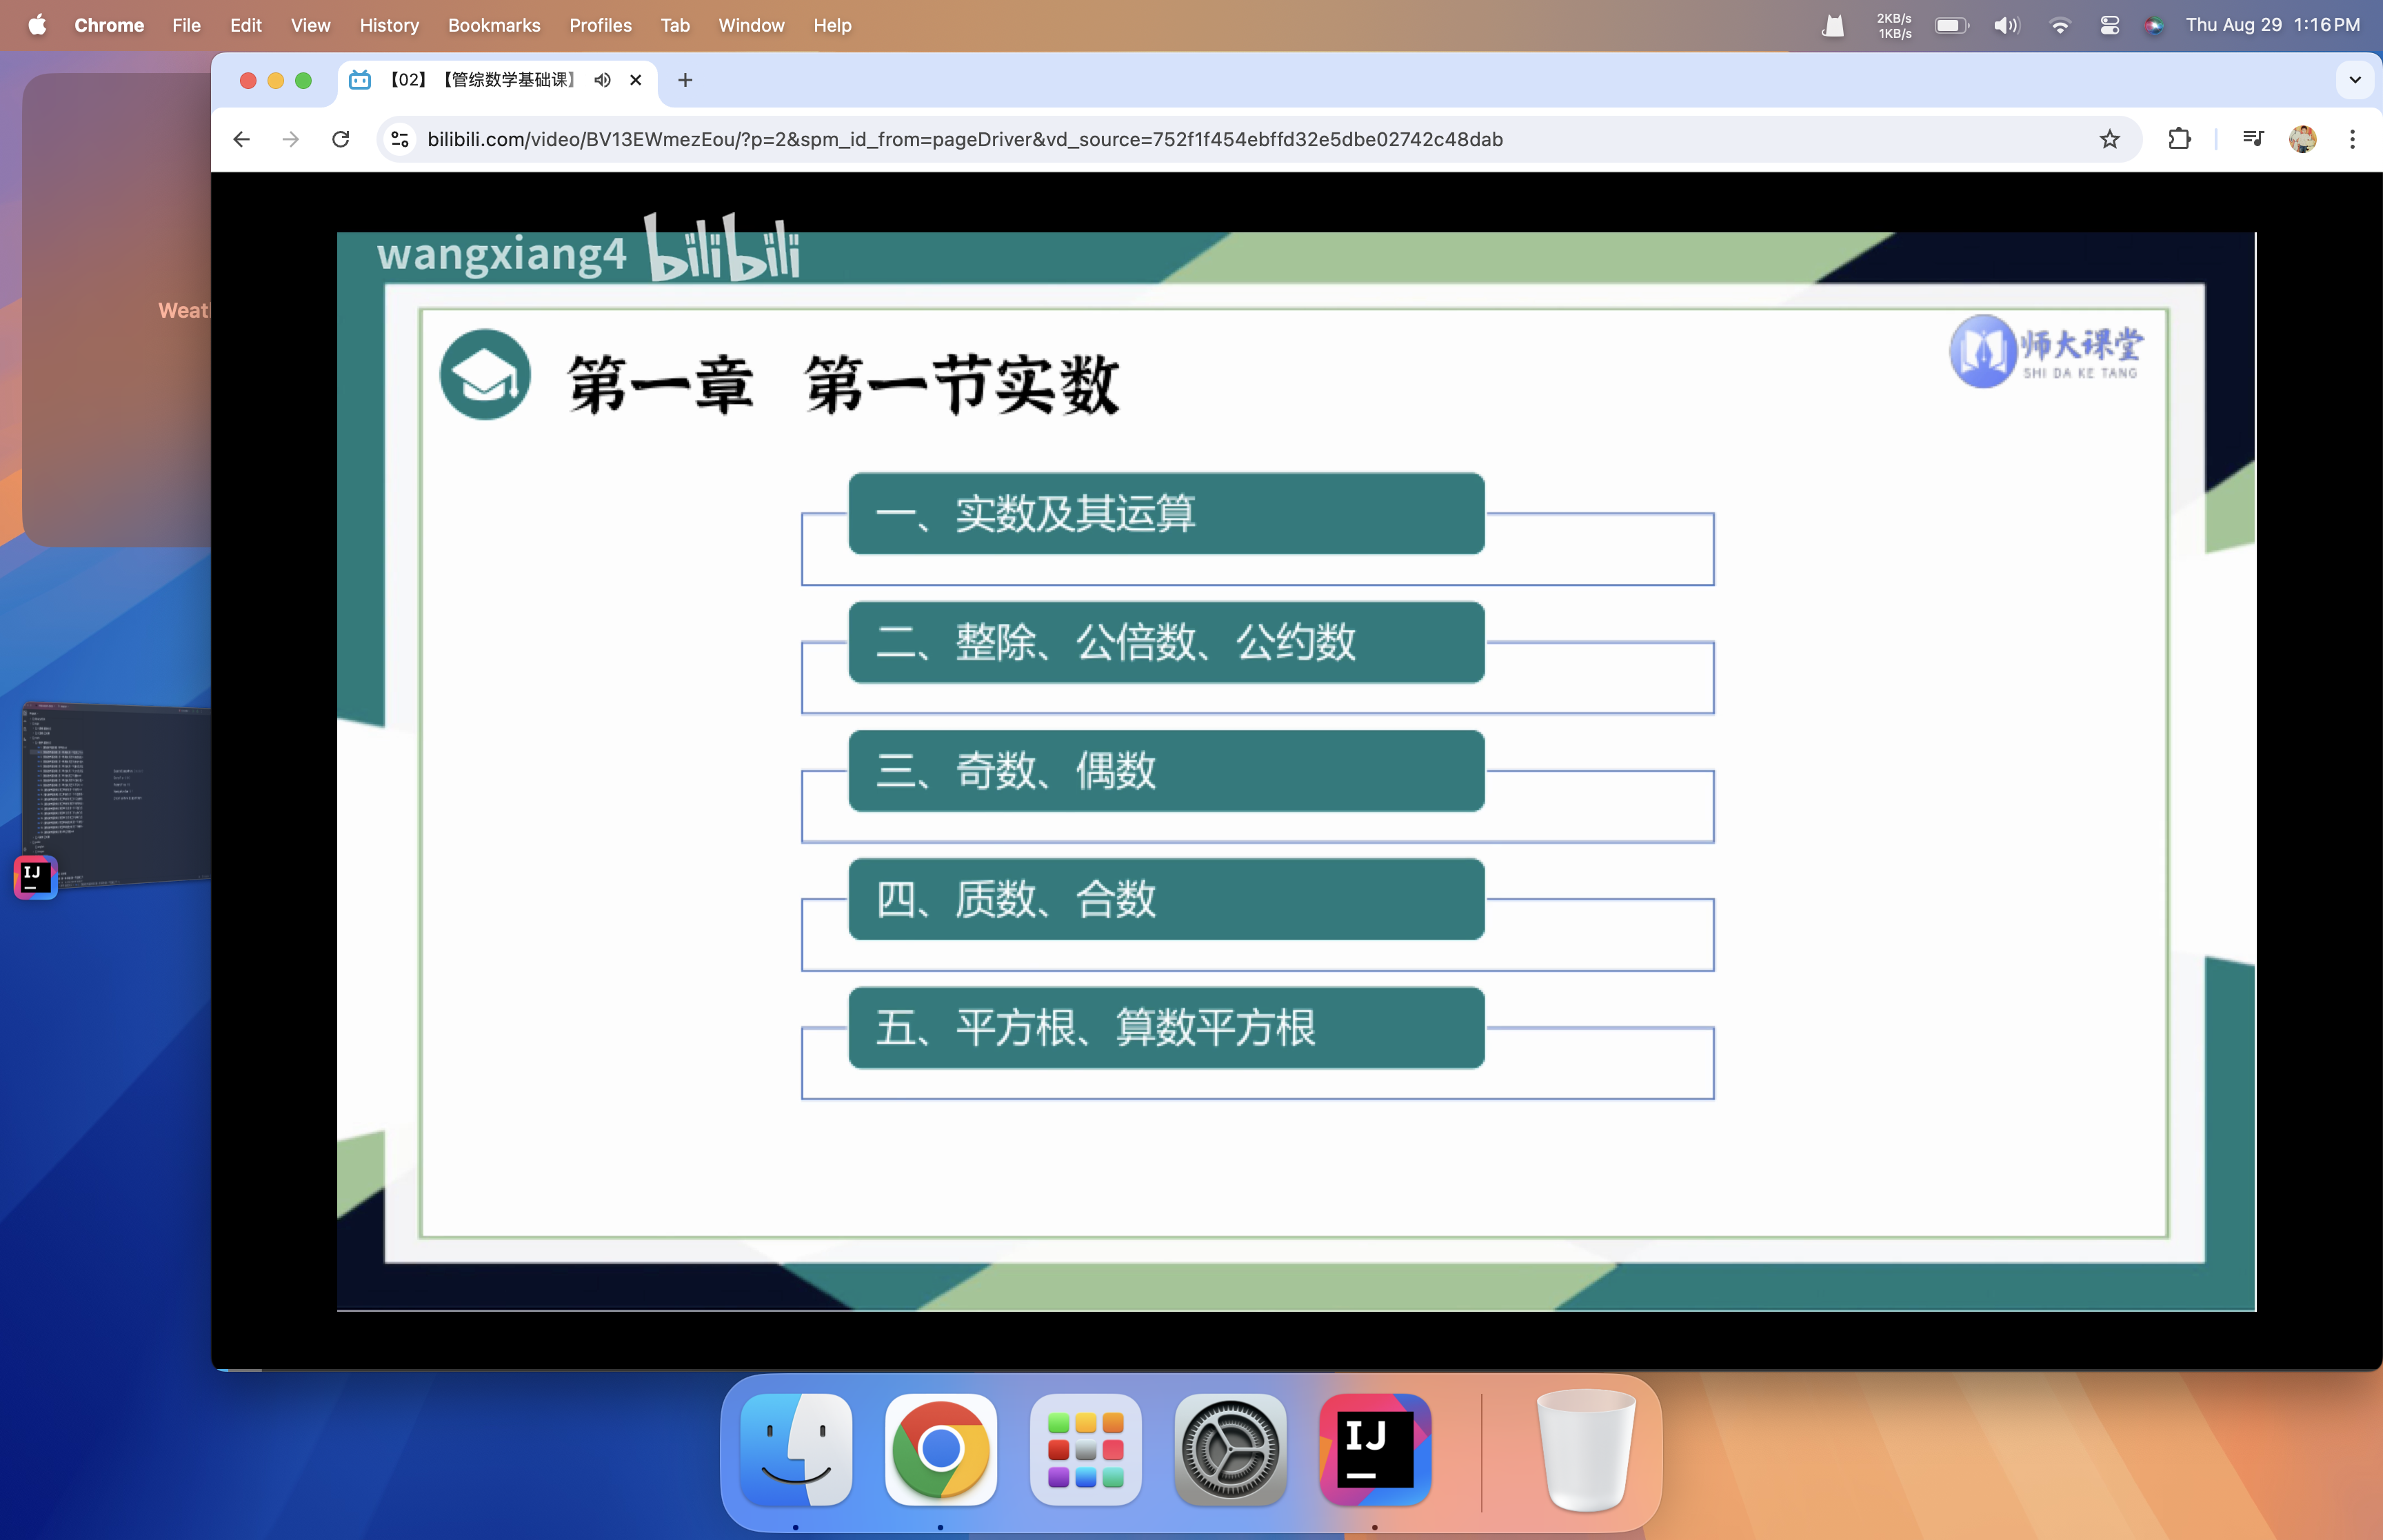 Chrome File Edit View History Bookmarks Profiles Tab Window Help
2KB/s
1KB/s
Thu Aug 29 1:16 PM
【02】【管综数学基础课】
bilibili.com/video/BV13EWmezEou/?p=2&spm_id_from=pageDriver&vd_source=752f1f454ebffd32e5dbe02742c48dab
wangxiang4 bilibili
第一章 第一节实数
师大课堂
SHI DA KE TANG
一、实数及其运算
二、整除、公倍数、公约数
三、奇数、偶数
四、质数、合数
五、平方根、算数平方根
IJ
IJ